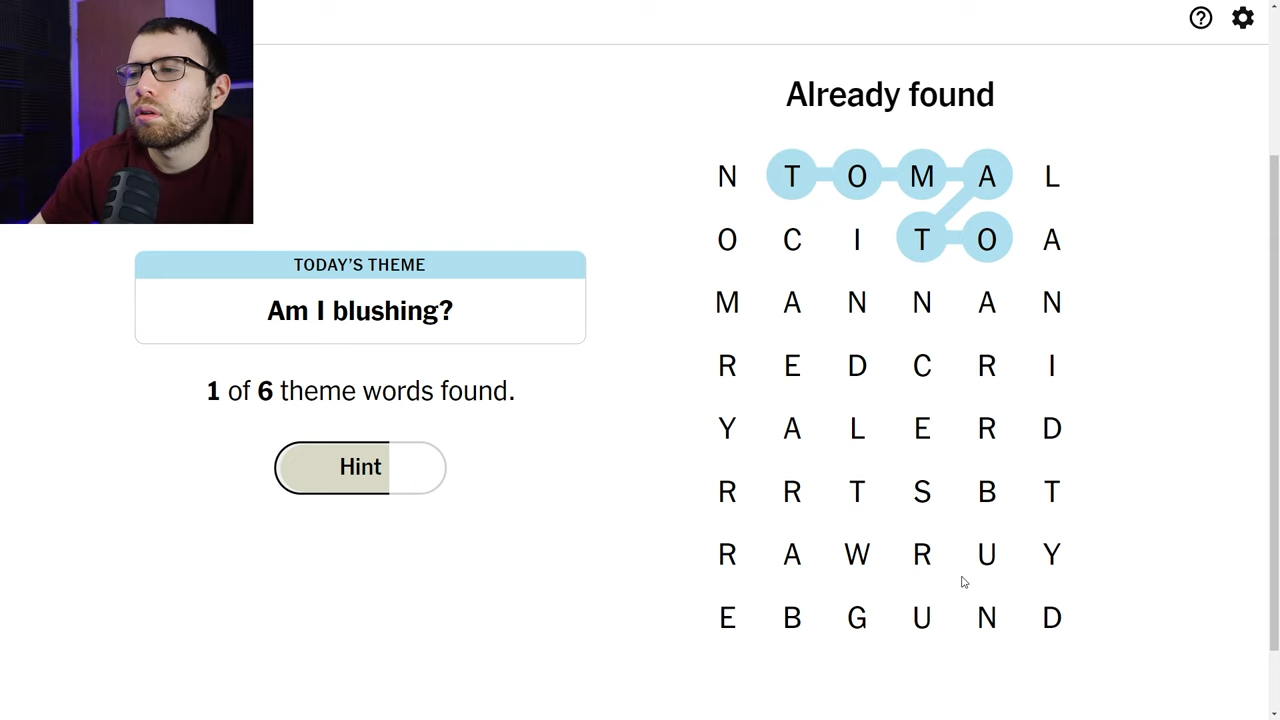 Already found
TODAY'S THEME
Am I blushing?
1 of 6 theme words found.
Hint
N T O M A L
O C I T O A
M A N N A N
R E D C R I
Y A L E R D
R R T S B T
R A W R U Y
E B G U N D